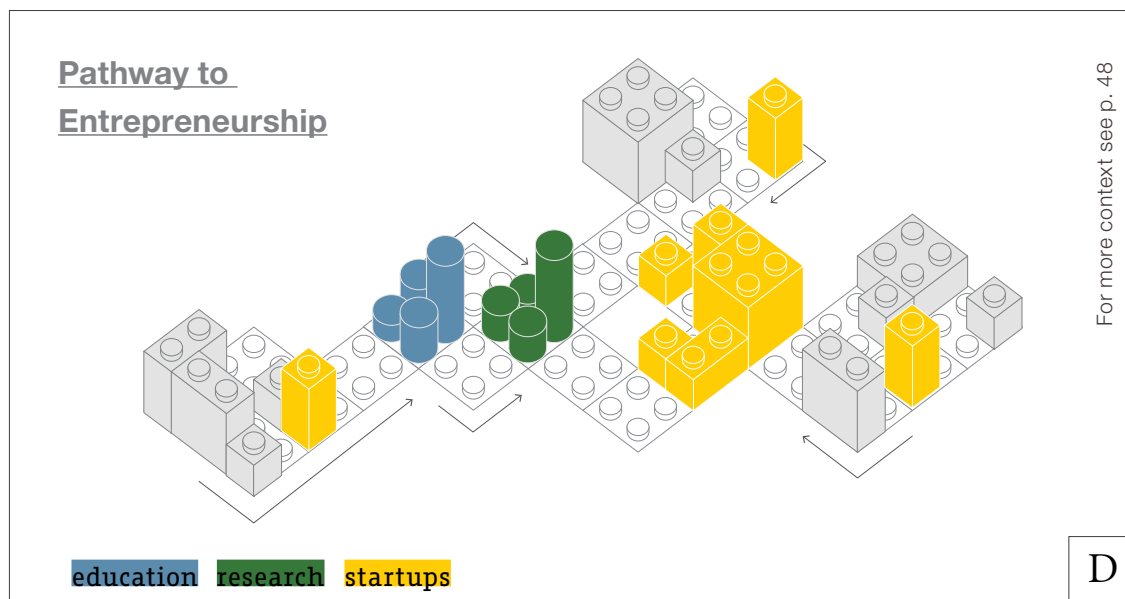 Pathway to
Entrepreneurship
For more context see p. 48
education research startups
D